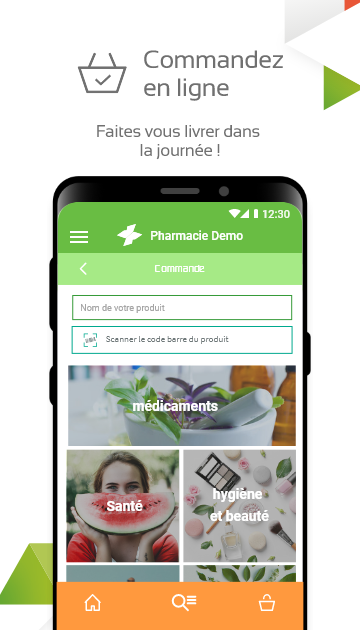 Commandez
en ligne
Faites vous livrer dans
la journée !
12:30
Pharmacie Demo
Commande
Nom de votre produit
Scanner le code barre du produit
médicaments
Santé
hygiène
et beauté